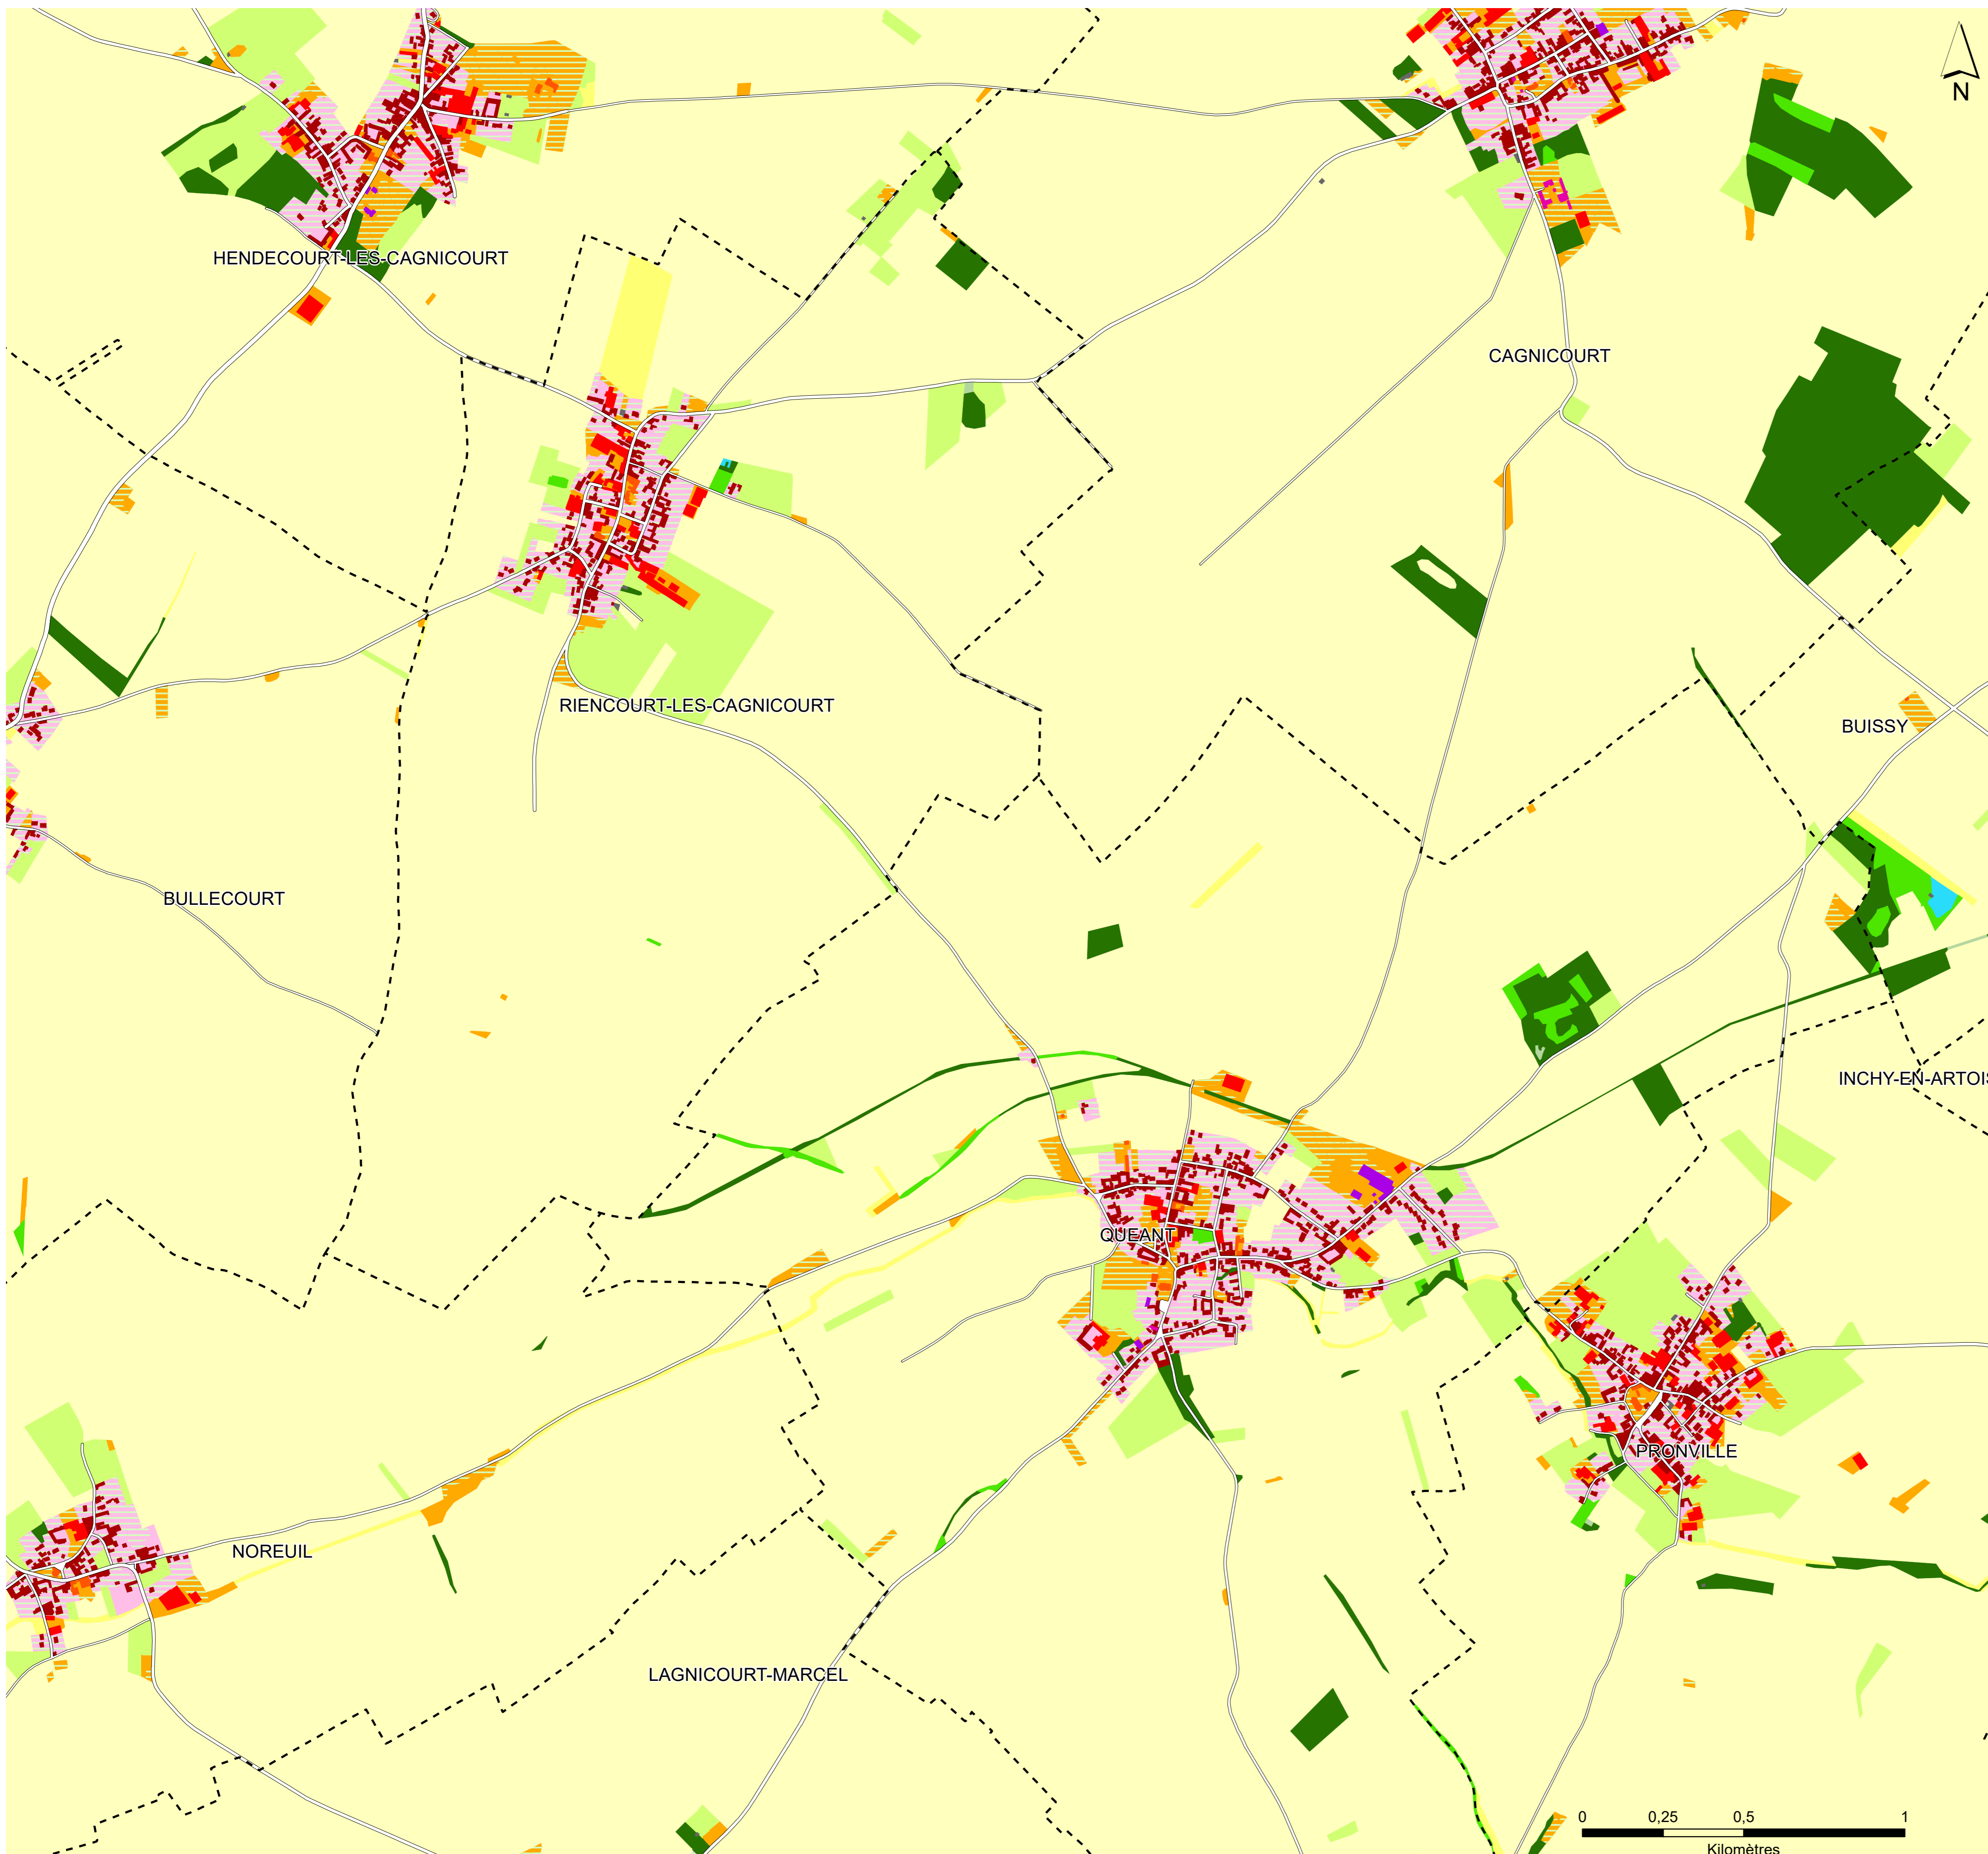 N
HENDECOURT-LES-CAGNICOURT
CAGNICOURT
RIENCOURT-LES-CAGNICOURT
BUISSY
BULLECOURT
INCHY-EN-ARTOIS
QUEANT
PRONVILLE
NOREUIL
LAGNICOURT-MARCEL
0 0,25 0,5 1
Kilomètres